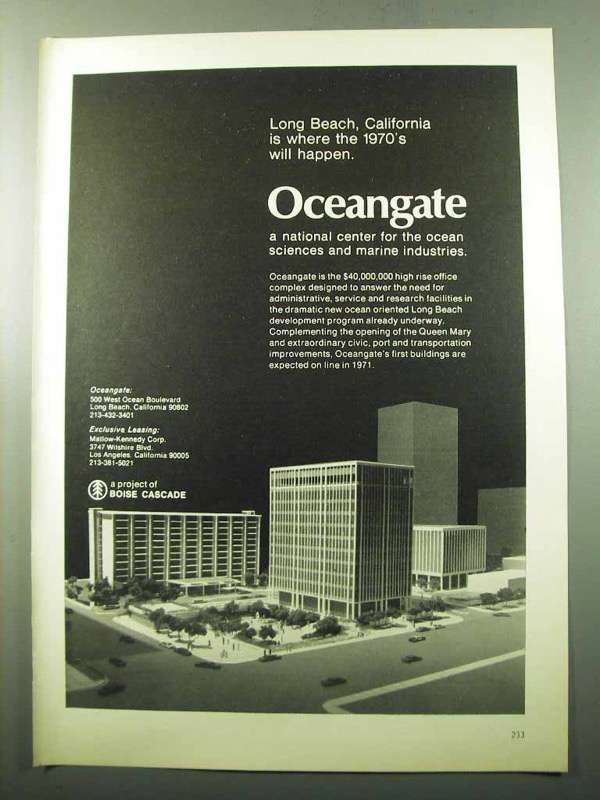 Long Beach, California
is where the 1970's
will happen.
Oceangate
a national center for the ocean
sciences and marine industries.
Oceangate is the $40,000,000 high rise office
complex designed to answer the need for
administrative, service and research facilities in
the dramatic new ocean oriented Long Beach
development program already underway.
Complementing the opening of the Queen Mary
and extraordinary civic, port and transportation
improvements, Oceangate's first buildings are
expected on line in 1971.
Oceangate:
500 West Ocean Boulevard
Long Beach, California 90802
213-432-3401
Exclusive Leasing:
Matlow-Kennedy Corp.
3747 Wilshire Blvd.
Los Angeles, California 90005
213-381-5021
a project of
BOISE CASCADE
233